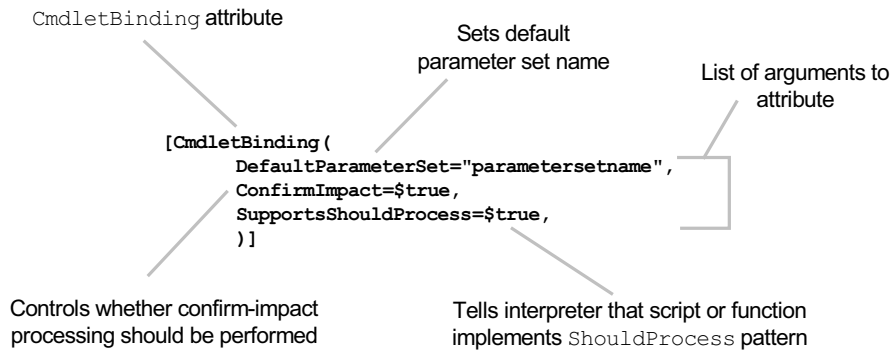 CmdletBinding attribute
Sets default
parameter set name
List of arguments to
attribute
[CmdletBinding(
DefaultParameterSet="parametersetname",
ConfirmImpact=$true,
SupportsShouldProcess=$true,
)]
Controls whether confirm-impact
processing should be performed
Tells interpreter that script or function
implements ShouldProcess pattern